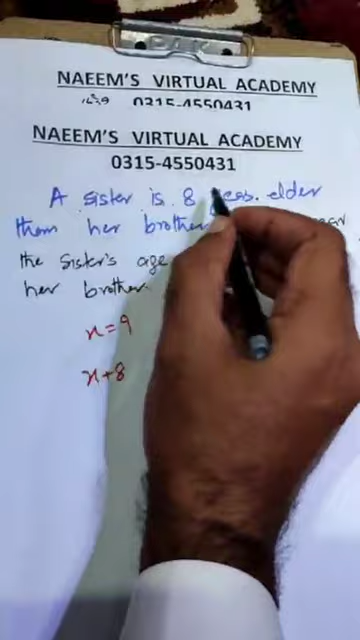 NAEEM'S VIRTUAL ACADEMY
0315-4550431
NAEEM'S VIRTUAL ACADEMY
0315-4550431
A sister is 8 years. elder
them her brother
the sister's age
her brother.
x = 9
x + 8